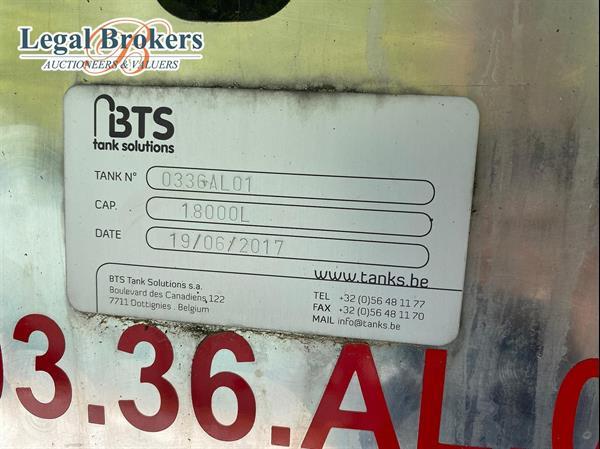 Legal Brokers
AUCTIONEERS & VALUERS
BTS
tank solutions
TANK N° 0336AL01
CAP. 18000L
DATE 19/06/2017
www.tanks.be
BTS Tank Solutions s.a.
Boulevard des Canadiens, 122
7711 Dottignies . Belgium
TEL +32 (0)56 48 11 77
FAX +32 (0)56 48 11 70
MAIL info@tanks.be
03.36.AL.0